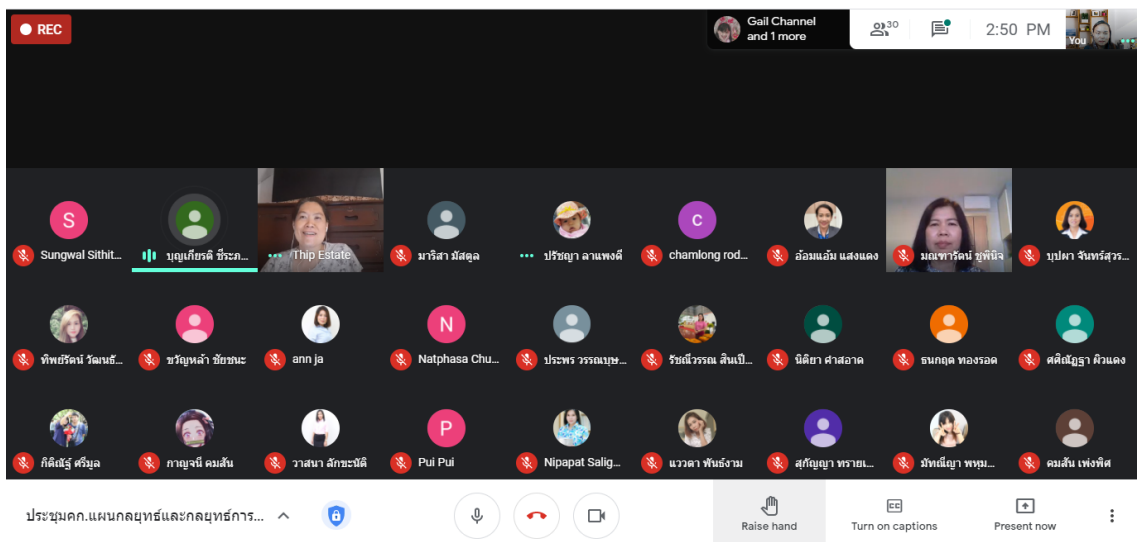 REC
Gail Channel
and 1 more
30
2:50 PM
You
S
Sungwal Sithit...
บุญเกียรติ ชีระภ...
Thip Estate
มาริสา มัสตูล
ปรัชญา ลาแพงดี
c
chamlong rod...
อ้อมแอ้ม แสงแดง
มณฑารัตน์ ชูพินิจ
บุปผา จันทร์สุวร...
ทิพย์รัตน์ วัฒนธั...
ขวัญหล้า ชัยชนะ
ann ja
N
Natphasa Chu...
ประพร วรรณบุษ...
รัชณีวรรณ สินเป็...
นิติยา คำสอาด
ธนกฤต ทองรอด
ศศิณัฏฐา ผิวแดง
กิติณัฐ์ ศรีมูล
กาญจนี คมสัน
วาสนา ลักขะนัติ
P
Pui Pui
Nipapat Salig...
แววดา พันธ์งาม
สุกัญญา ทรายเ...
มัทณีญา พหุม...
คมสัน เพ่งพิศ
ประชุมคก.แผนกลยุทธ์และกลยุทธ์การ...
Raise hand
CC
Turn on captions
Present now